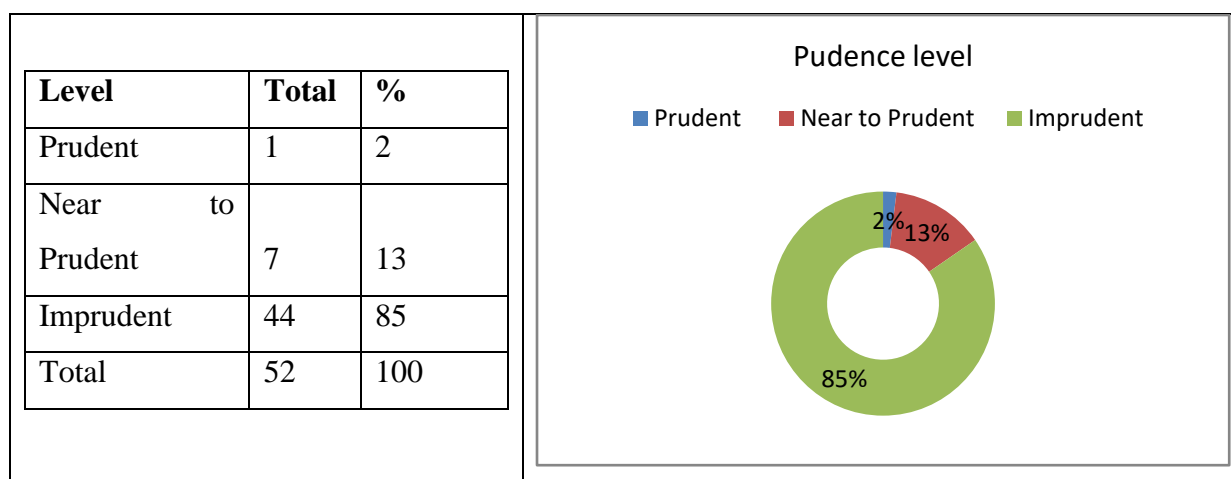 Level Total %
Prudent 1 2
Near to
Prudent 7 13
Imprudent 44 85
Total 52 100
Pudence level
Prudent Near to Prudent Imprudent
2%
13%
85%